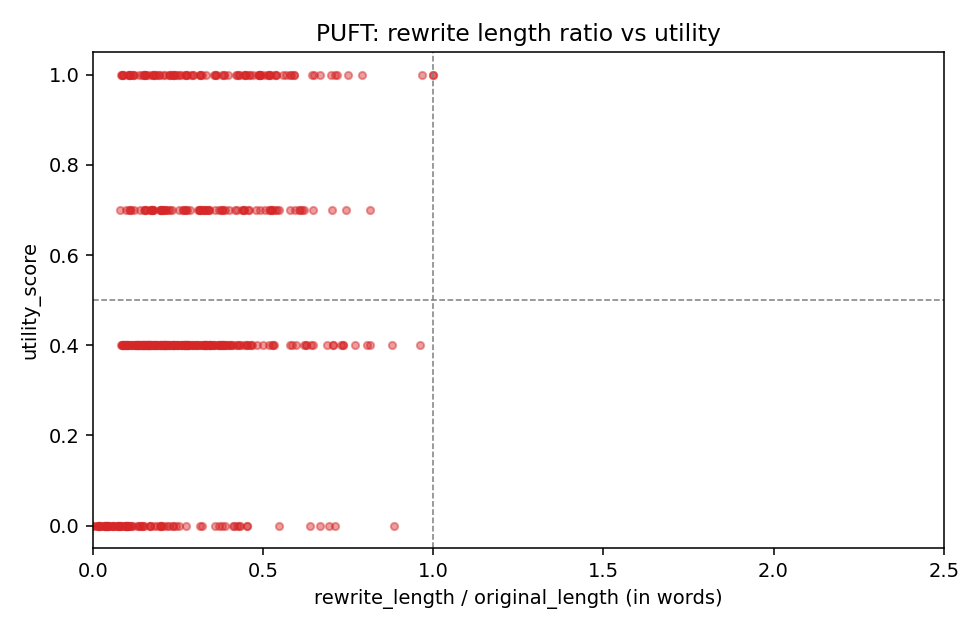 PUFT: rewrite length ratio vs utility
utility_score
1.0
0.8
0.6
0.4
0.2
0.0
0.0 0.5 1.0 1.5 2.0 2.5
rewrite_length / original_length (in words)